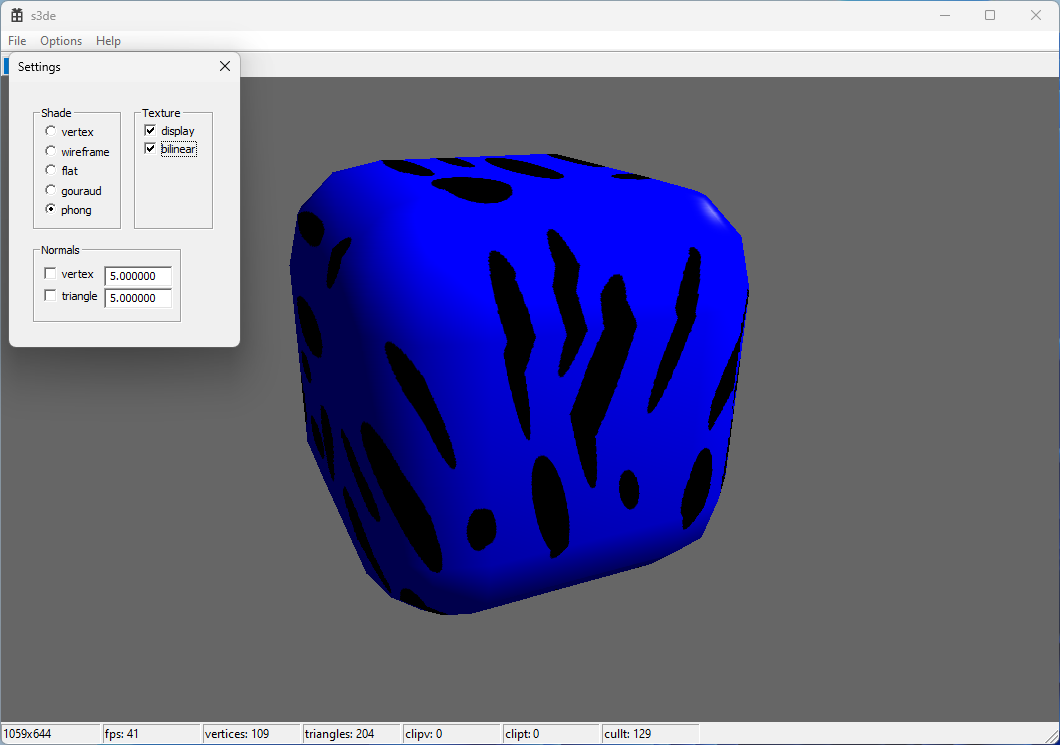 s3de
File Options Help
Settings
Shade
vertex
wireframe
flat
gouraud
phong
Texture
display
bilinear
Normals
vertex 5.000000
triangle 5.000000
1059x644 fps: 41 vertices: 109 triangles: 204 clipv: 0 clipt: 0 cullt: 129